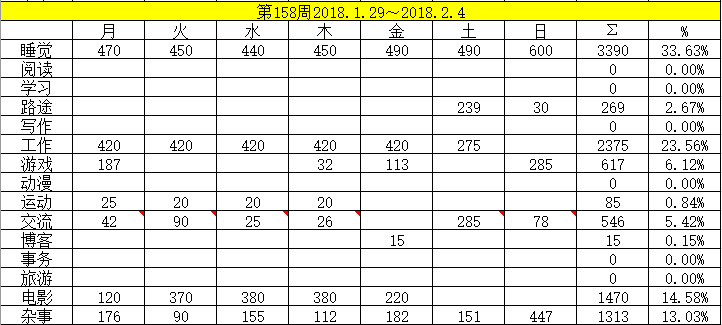 第158周2018.1.29～2018.2.4
月 火 水 木 金 土 日 Σ %
睡觉 470 450 440 450 490 490 600 3390 33.63%
阅读 0 0.00%
学习 0 0.00%
路途 239 30 269 2.67%
写作 0 0.00%
工作 420 420 420 420 420 275 2375 23.56%
游戏 187 32 113 285 617 6.12%
动漫 0 0.00%
运动 25 20 20 20 85 0.84%
交流 42 90 25 26 285 78 546 5.42%
博客 15 15 0.15%
事务 0 0.00%
旅游 0 0.00%
电影 120 370 380 380 220 1470 14.58%
杂事 176 90 155 112 182 151 447 1313 13.03%